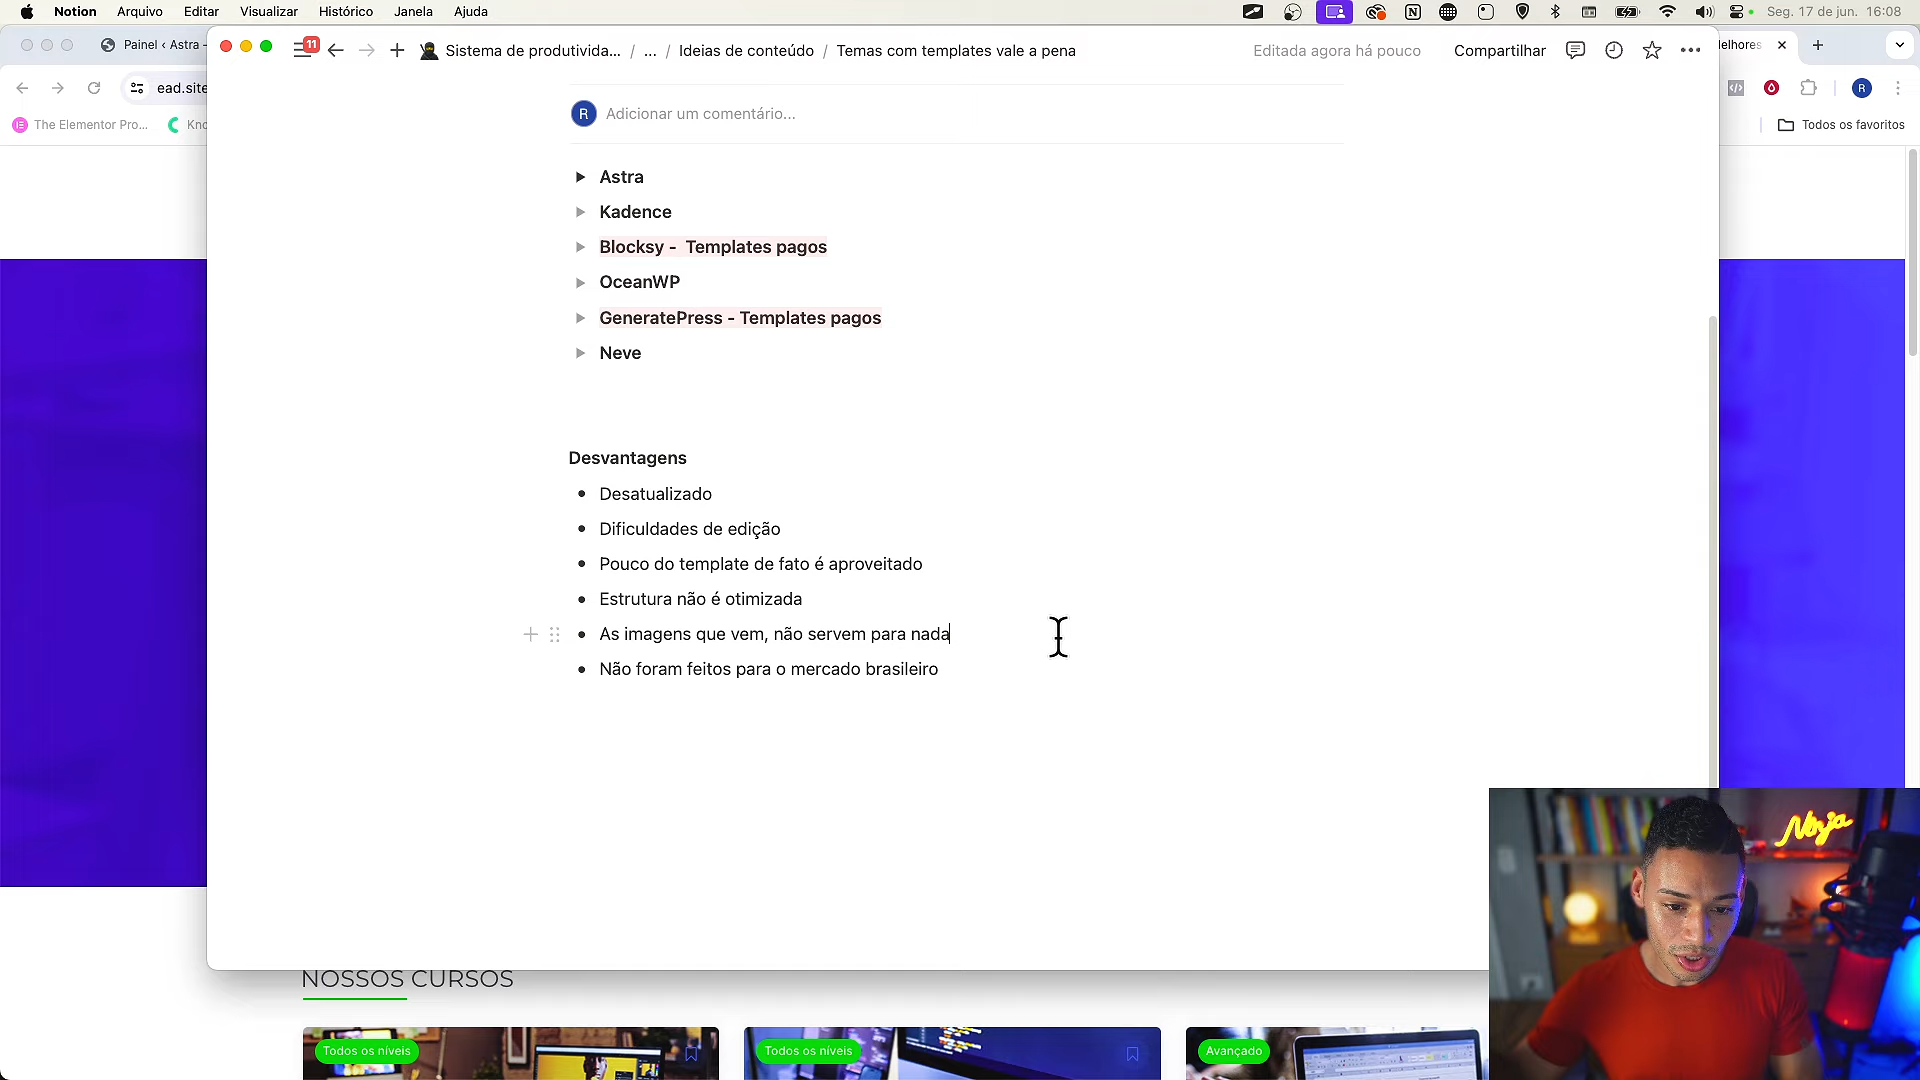 Notion Arquivo Editar Visualizar Histórico Janela Ajuda Seg. 17 de jun. 16:08
Painel ‹ Astra -
11
Sistema de produtivida... / ... / Ideias de conteúdo / Temas com templates vale a pena
Editada agora há pouco Compartilhar
elhores
ead.site
R
The Elementor Pro...
Kno
Todos os favoritos
R Adicionar um comentário...
Astra
Kadence
Blocksy - Templates pagos
OceanWP
GeneratePress - Templates pagos
Neve
Desvantagens
Desatualizado
Dificuldades de edição
Pouco do template de fato é aproveitado
Estrutura não é otimizada
As imagens que vem, não servem para nada
Não foram feitos para o mercado brasileiro
Ninja
NOSSOS CURSOS
Todos os níveis
Todos os níveis
Avançado